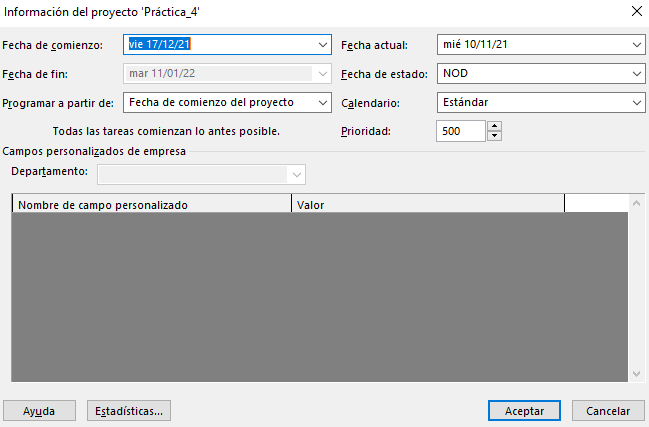 Información del proyecto 'Práctica_4'
Fecha de comienzo: vie 17/12/21 Fecha actual: mié 10/11/21
Fecha de fin: mar 11/01/22 Fecha de estado: NOD
Programar a partir de: Fecha de comienzo del proyecto Calendario: Estándar
Todas las tareas comienzan lo antes posible. Prioridad: 500
Campos personalizados de empresa
Departamento:
Nombre de campo personalizado Valor
Ayuda Estadísticas... Aceptar Cancelar